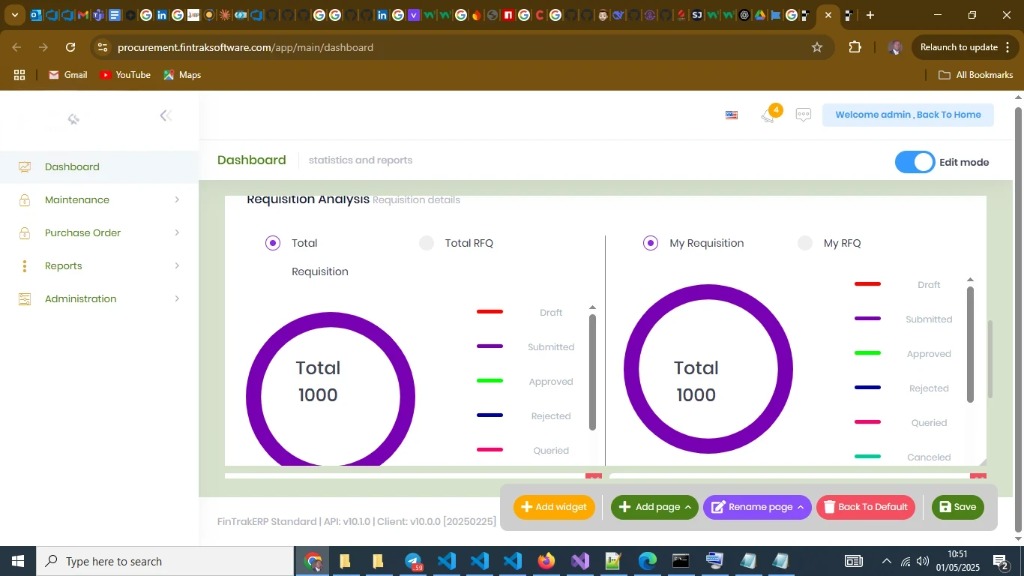 procurement.fintraksoftware.com/app/main/dashboard
Relaunch to update
Gmail
YouTube
Maps
All Bookmarks
4
Welcome admin , Back To Home
Dashboard
statistics and reports
Edit mode
Dashboard
Maintenance
Purchase Order
Reports
Administration
Requisition Analysis Requisition details
Total Requisition
Total RFQ
My Requisition
My RFQ
Total
1000
Draft
Submitted
Approved
Rejected
Queried
Total
1000
Draft
Submitted
Approved
Rejected
Queried
Canceled
Add widget
Add page
Rename page
Back To Default
Save
FinTrakERP Standard | API: v10.1.0 | Client: v10.0.0 [20250225]
Type here to search
10:51
01/05/2025
2